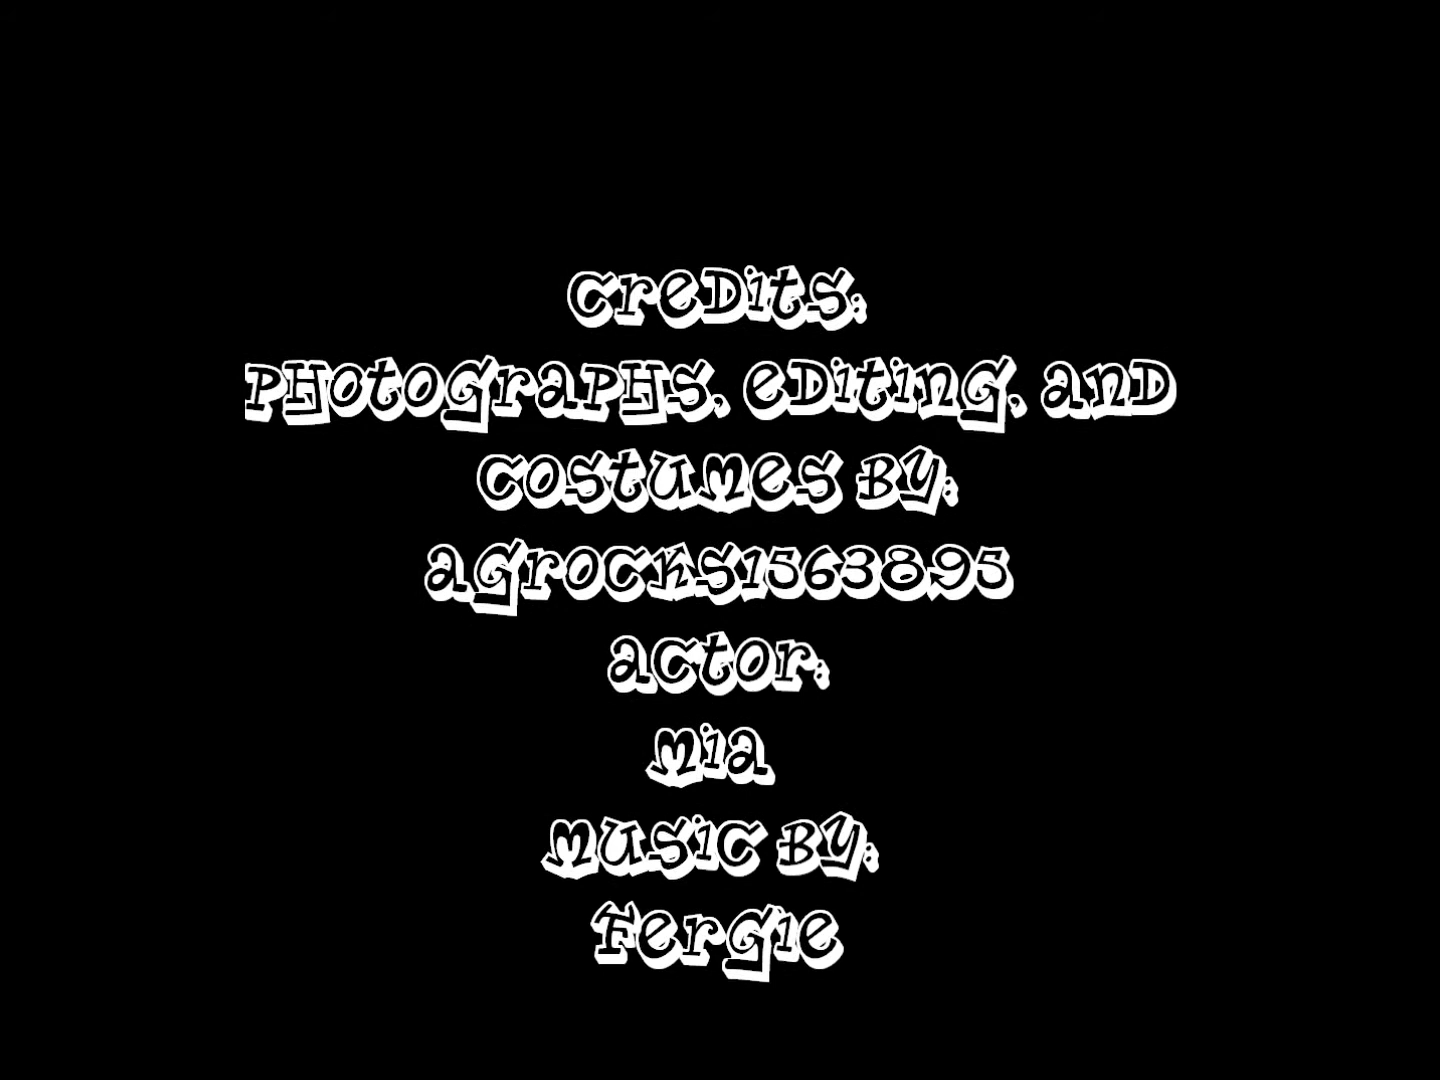 Credits:
Photographs, editing, and
costumes by:
agrocks1563895
actor:
Mia
Music by:
Fergie